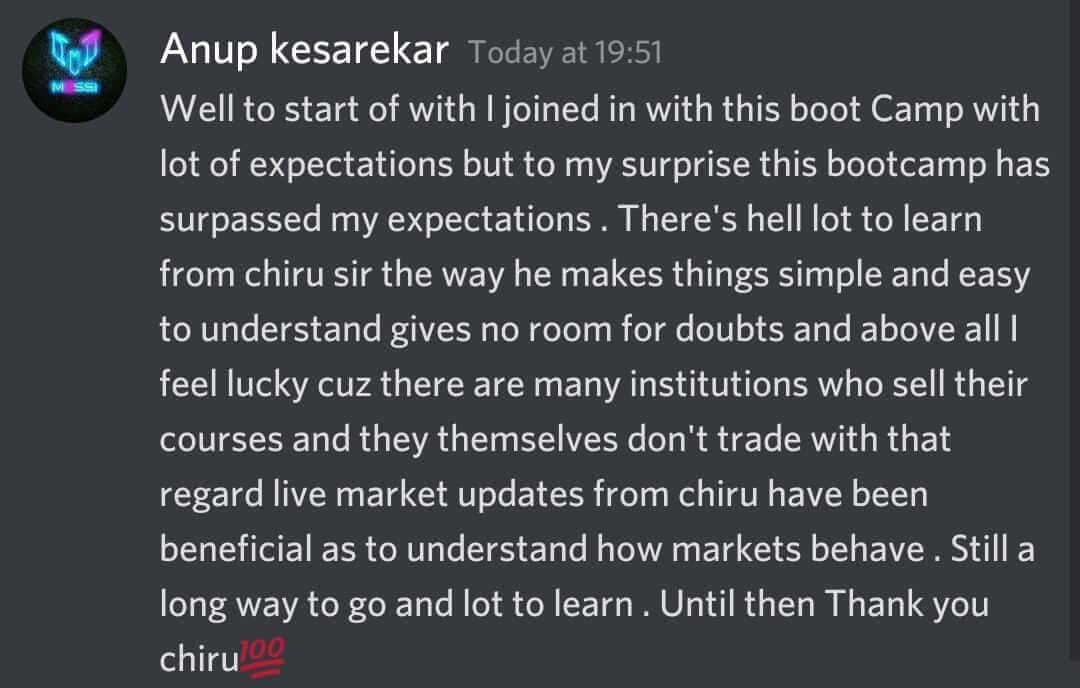 Anup kesarekar Today at 19:51
Well to start of with I joined in with this boot Camp with
lot of expectations but to my surprise this bootcamp has
surpassed my expectations . There's hell lot to learn
from chiru sir the way he makes things simple and easy
to understand gives no room for doubts and above all I
feel lucky cuz there are many institutions who sell their
courses and they themselves don't trade with that
regard live market updates from chiru have been
beneficial as to understand how markets behave . Still a
long way to go and lot to learn . Until then Thank you
chiru💯
MESSI